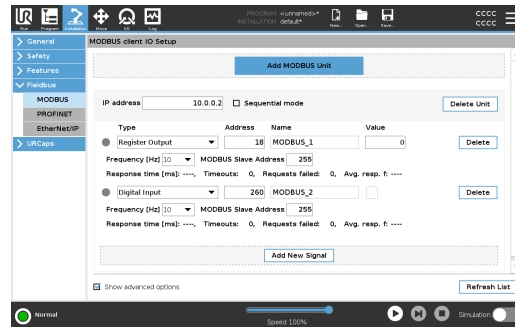 PROGRAM <unnamed>*
INSTALLATION default*
Run Program Installation Move I/O Log New... Open... Save...
CCCC
CCCC
General
Safety
Features
Fieldbus
MODBUS
PROFINET
EtherNet/IP
URCaps
MODBUS client IO Setup
Add MODBUS Unit
IP address 10.0.0.2 Sequential mode Delete Unit
Type Address Name Value
Register Output 18 MODBUS_1 0 Delete
Frequency [Hz] 10 MODBUS Slave Address 255
Response time [ms]: ----, Timeouts: 0, Requests failed: 0, Avg. resp. f: ----
Digital Input 260 MODBUS_2 Delete
Frequency [Hz] 10 MODBUS Slave Address 255
Response time [ms]: ----, Timeouts: 0, Requests failed: 0, Avg. resp. f: ----
Add New Signal
Show advanced options Refresh List
Normal Speed 100% Simulation